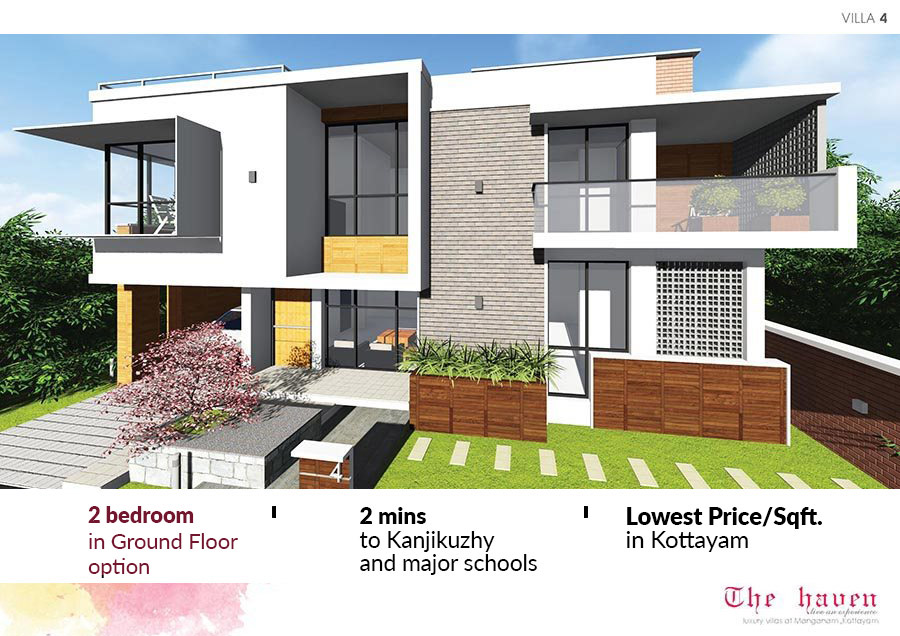 VILLA 4
4
2 bedroom
in Ground Floor
option
2 mins
to Kanjikuzhy
and major schools
Lowest Price/Sqft.
in Kottayam
The haven
live an experience
luxury villas at Manganam, Kottayam